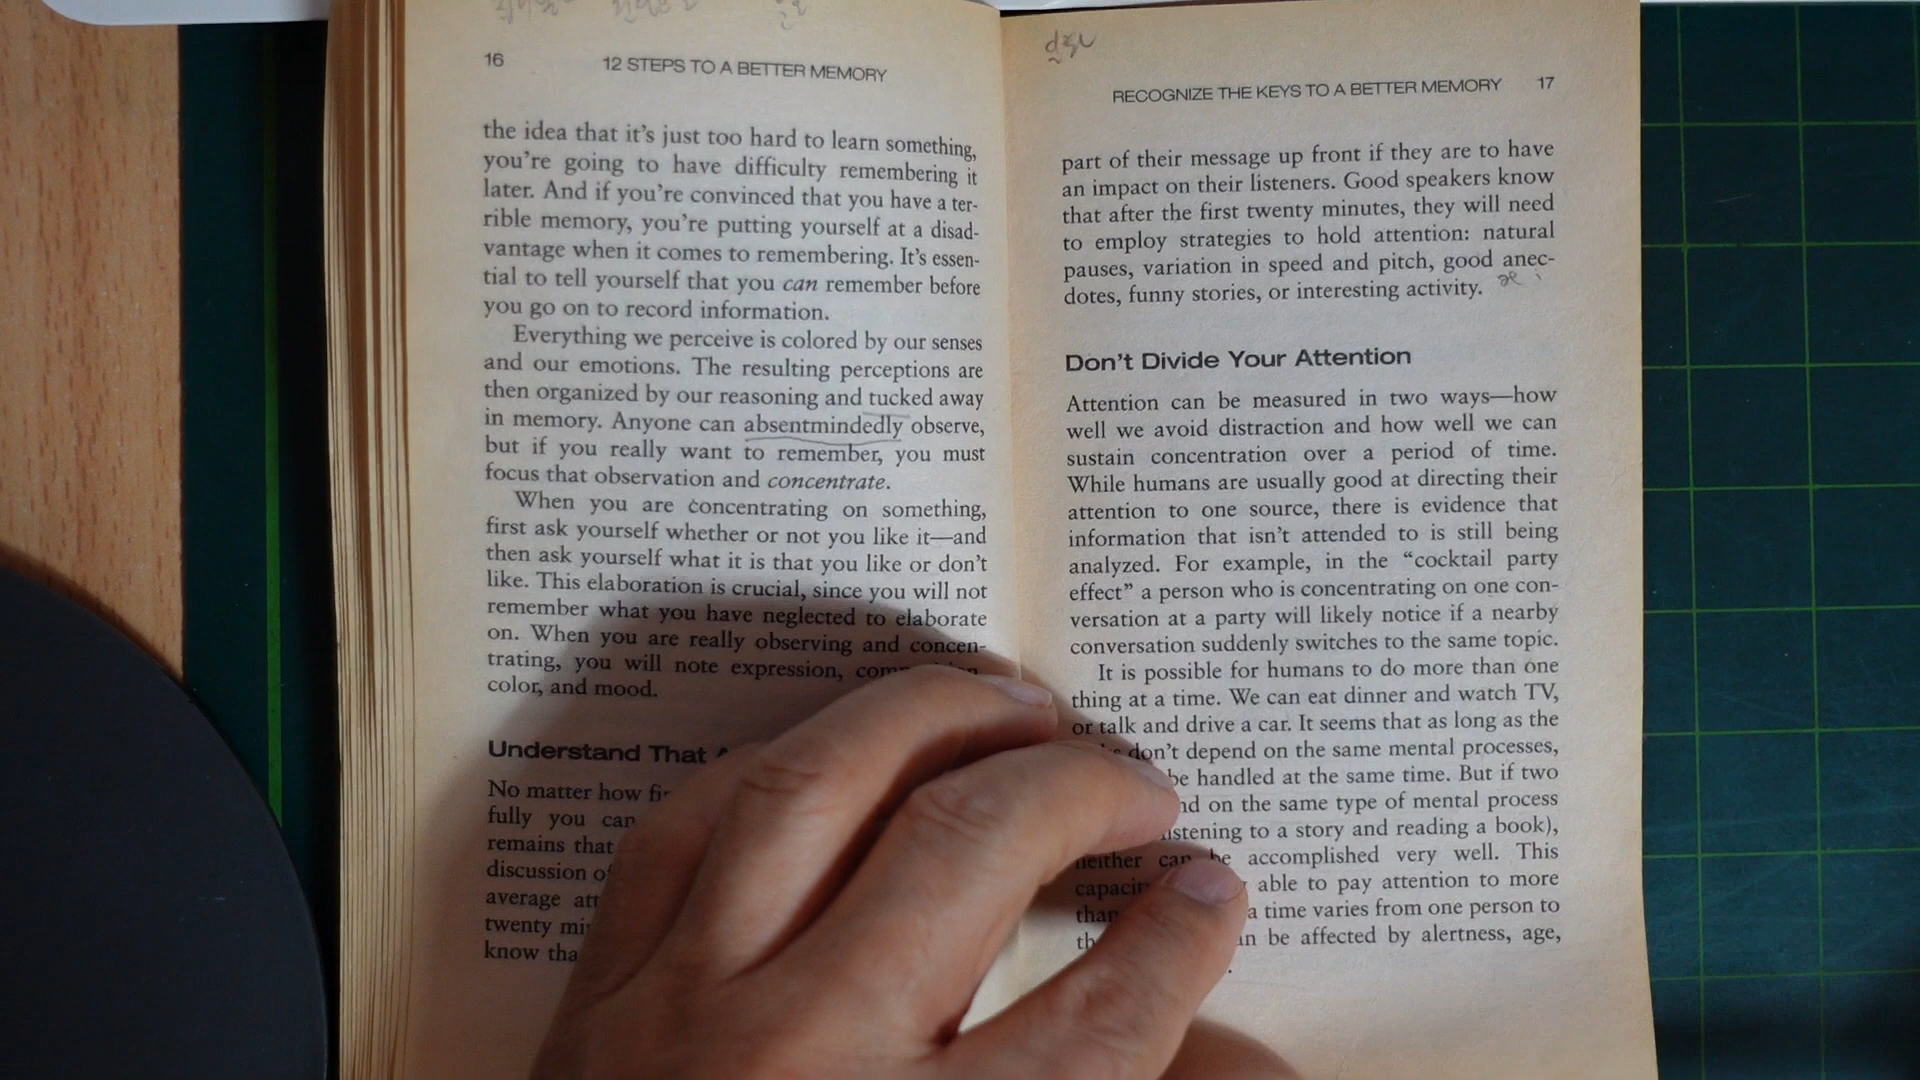 16 12 STEPS TO A BETTER MEMORY
the idea that it's just too hard to learn something,
you're going to have difficulty remembering it
later. And if you're convinced that you have a ter-
rible memory, you're putting yourself at a disad-
vantage when it comes to remembering. It's essen-
tial to tell yourself that you can remember before
you go on to record information.
Everything we perceive is colored by our senses
and our emotions. The resulting perceptions are
then organized by our reasoning and tucked away
in memory. Anyone can absentmindedly observe,
but if you really want to remember, you must
focus that observation and concentrate.
When you are concentrating on something,
first ask yourself whether or not you like it—and
then ask yourself what it is that you like or don't
like. This elaboration is crucial, since you will not
remember what you have neglected to elaborate
on. When you are really observing and concen-
trating, you will note expression,
color, and mood.
Understand That
No matter how
fully you can
remains that
discussion
average
twenty
know
RECOGNIZE THE KEYS TO A BETTER MEMORY 17
part of their message up front if they are to have
an impact on their listeners. Good speakers know
that after the first twenty minutes, they will need
to employ strategies to hold attention: natural
pauses, variation in speed and pitch, good anec-
dotes, funny stories, or interesting activity.
Don't Divide Your Attention
Attention can be measured in two ways—how
well we avoid distraction and how well we can
sustain concentration over a period of time.
While humans are usually good at directing their
attention to one source, there is evidence that
information that isn't attended to is still being
analyzed. For example, in the “cocktail party
effect” a person who is concentrating on one con-
versation at a party will likely notice if a nearby
conversation suddenly switches to the same topic.
It is possible for humans to do more than one
thing at a time. We can eat dinner and watch TV,
or talk and drive a car. It seems that as long as the
don't depend on the same mental processes,
be handled at the same time. But if two
on the same type of mental process
listening to a story and reading a book),
neither can be accomplished very well. This
able to pay attention to more
a time varies from one person to
be affected by alertness, age,